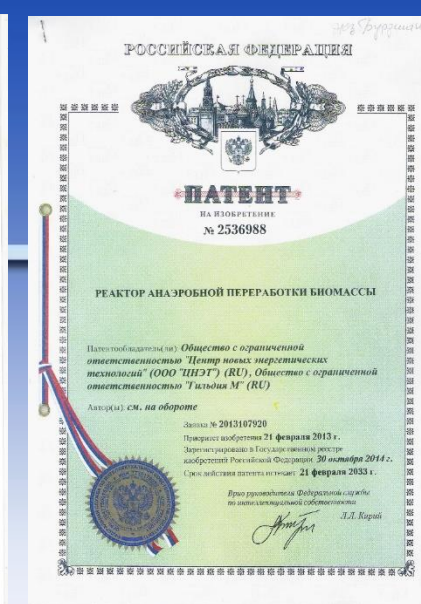 РОССИЙСКАЯ ФЕДЕРАЦИЯ
ПАТЕНТ
НА ИЗОБРЕТЕНИЕ
№ 2536988
РЕАКТОР АНАЭРОБНОЙ ПЕРЕРАБОТКИ БИОМАССЫ
Патентообладатель(ли): Общество с ограниченной
ответственностью "Центр новых энергетических
технологий" (ООО "ЦНЭТ") (RU), Общество с ограниченной
ответственностью "Гильдия М" (RU)
Автор(ы): см. на обороте
Заявка № 2013107920
Приоритет изобретения 21 февраля 2013 г.
Зарегистрировано в Государственном реестре
изобретений Российской Федерации 30 октября 2014 г.
Срок действия патента истекает 21 февраля 2033 г.
Врио руководителя Федеральной службы
по интеллектуальной собственности
Л.Л. Кирий